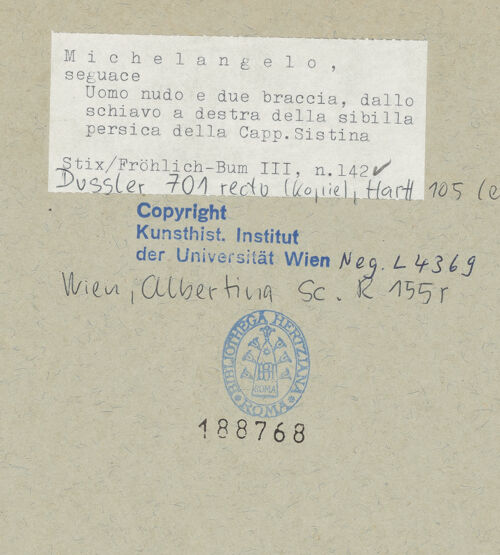 Michelangelo,
seguace
Uomo nudo e due braccia, dallo
schiavo a destra della sibilla
persica della Capp.Sistina
Stix/Fröhlich-Bum III, n.142✓
Dussler 701 recto (Kopie), Hartt 105 (e
Copyright
Kunsthist. Institut
der Universität Wien Neg. L 4369
Wien, Albertina Sc. R 155r
BIBLIOTHECA HERTZIANA
ROMA
ROMA
188768